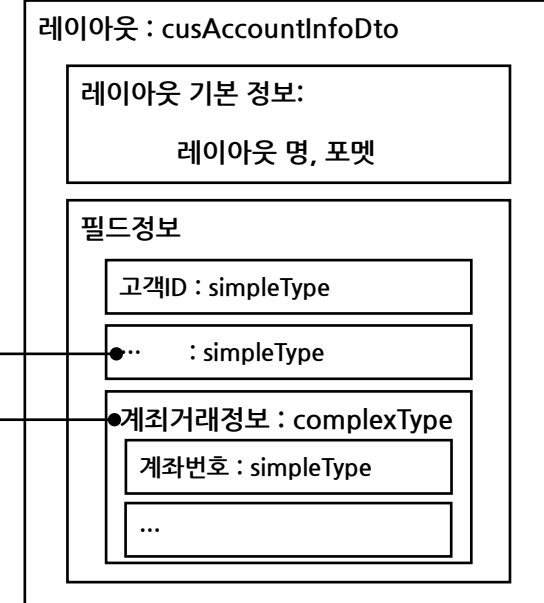 레이아웃 : cusAccountInfoDto
레이아웃 기본 정보:
레이아웃 명, 포멧
필드정보
고객ID : simpleType
… : simpleType
계죄거래정보 : complexType
계좌번호 : simpleType
…